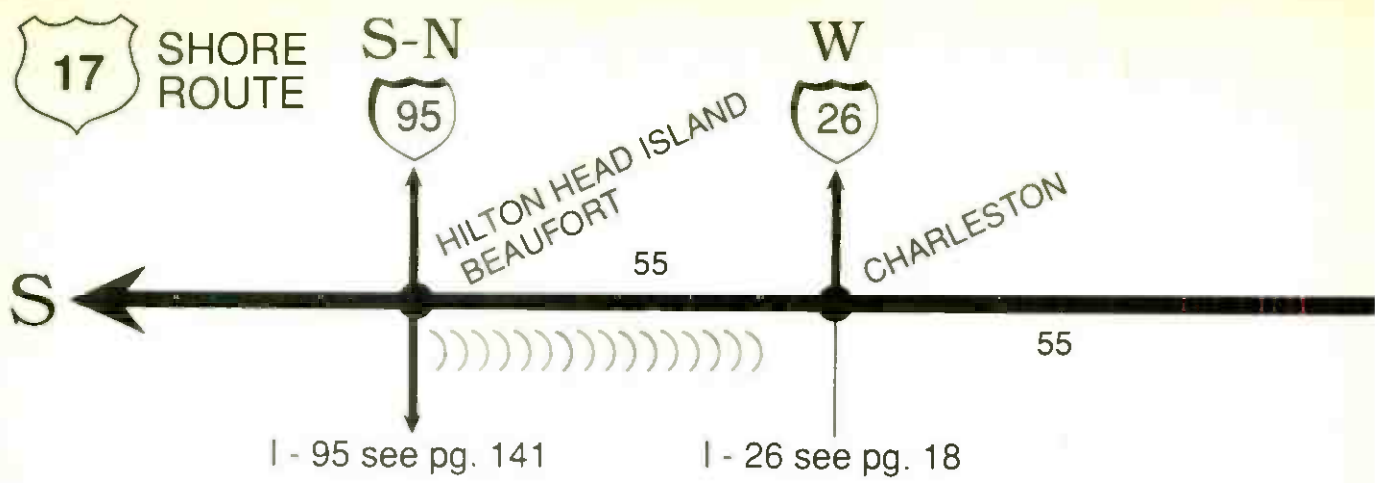 17
SHORE
ROUTE
S-N
95
W
26
HILTON HEAD ISLAND
BEAUFORT
CHARLESTON
55
S
55
I - 95 see pg. 141
I - 26 see pg. 18